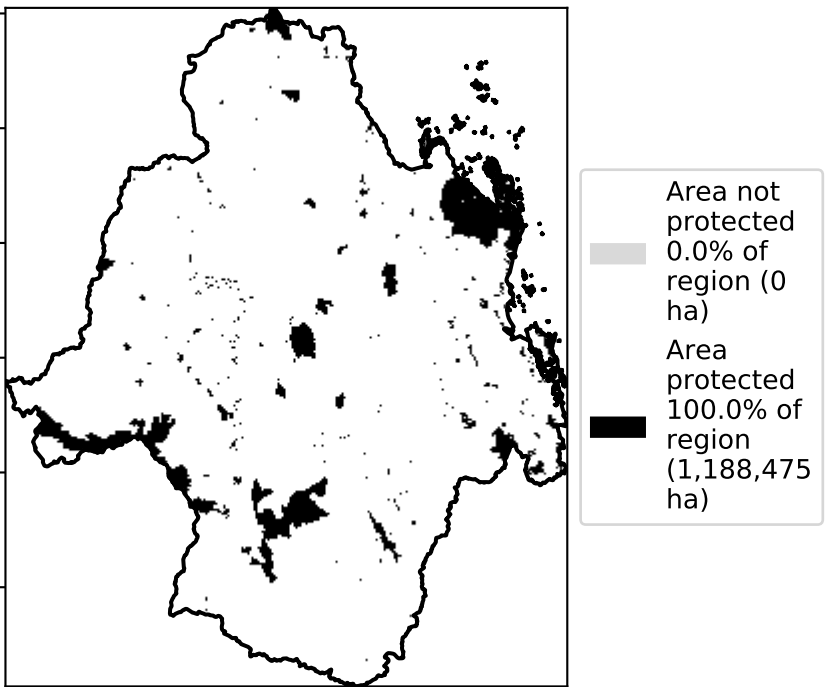 Area not
protected
0.0% of
region (0
ha)
Area
protected
100.0% of
region
(1,188,475
ha)